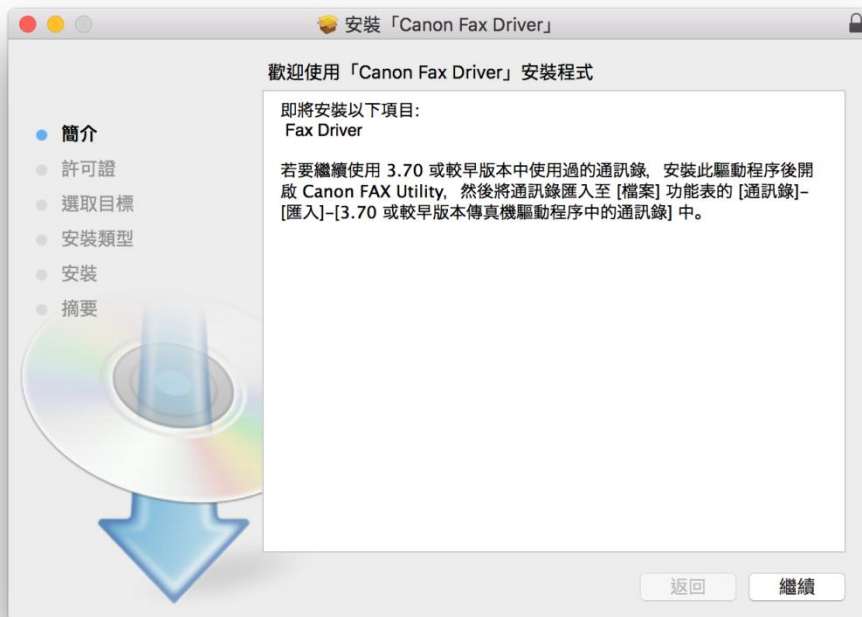 安裝「Canon Fax Driver」
歡迎使用「Canon Fax Driver」安裝程式
簡介
許可證
選取目標
安裝類型
安裝
摘要
即將安裝以下項目:
Fax Driver
若要繼續使用 3.70 或較早版本中使用過的通訊錄，安裝此驅動程序後開
啟 Canon FAX Utility，然後將通訊錄匯入至 [檔案] 功能表的 [通訊錄]-
[匯入]-[3.70 或較早版本傳真機驅動程序中的通訊錄] 中。
返回
繼續